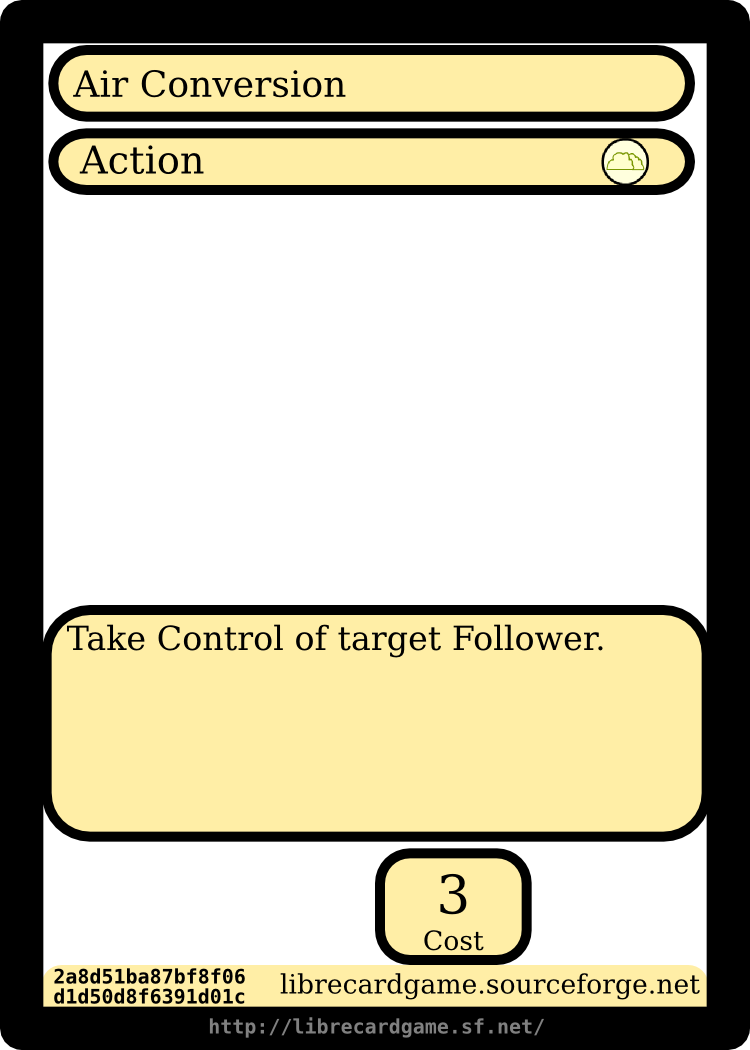 Air Conversion
Action
Take Control of target Follower.
3
Cost
2a8d51ba87bf8f06
d1d50d8f6391d01c
librecardgame.sourceforge.net
http://librecardgame.sf.net/